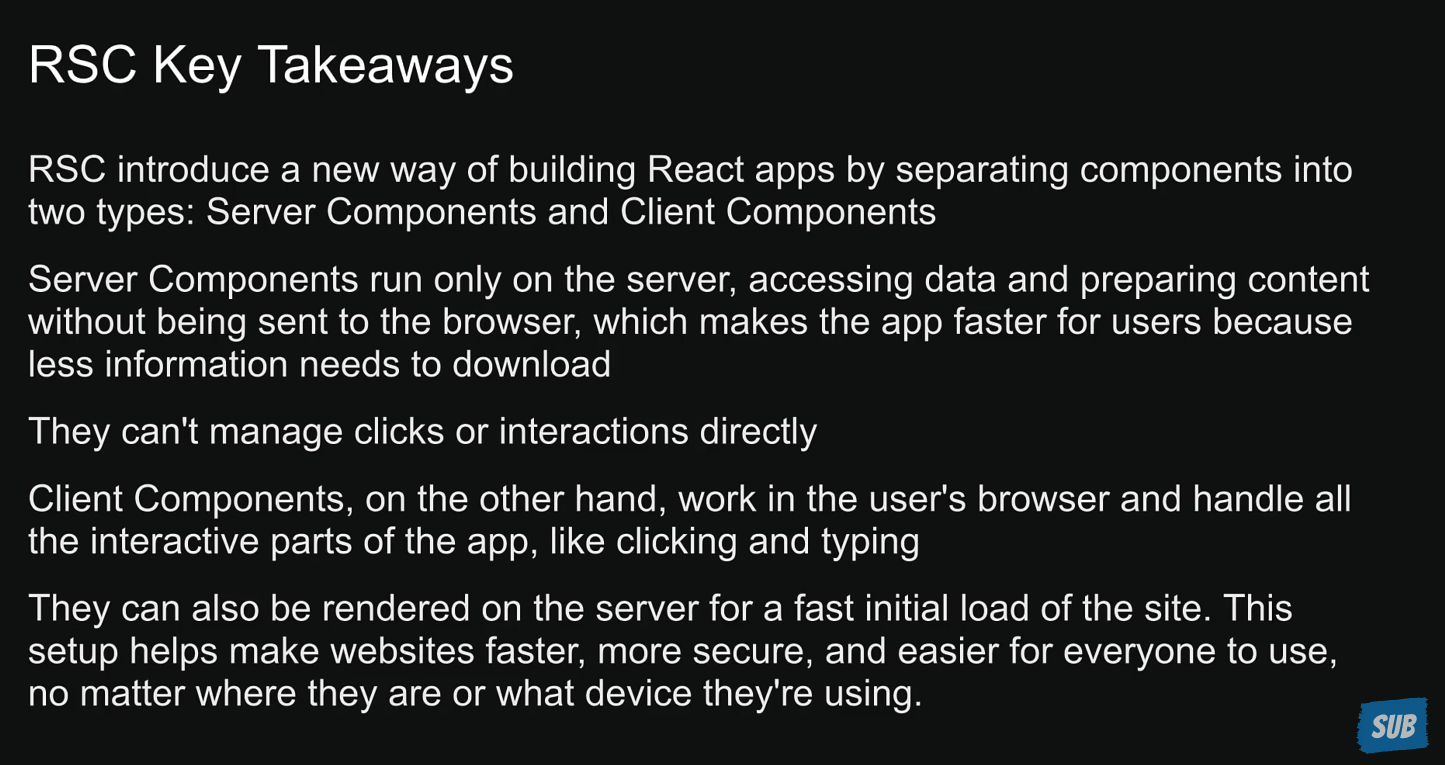 RSC Key Takeaways
RSC introduce a new way of building React apps by separating components into
two types: Server Components and Client Components
Server Components run only on the server, accessing data and preparing content
without being sent to the browser, which makes the app faster for users because
less information needs to download
They can't manage clicks or interactions directly
Client Components, on the other hand, work in the user's browser and handle all
the interactive parts of the app, like clicking and typing
They can also be rendered on the server for a fast initial load of the site. This
setup helps make websites faster, more secure, and easier for everyone to use,
no matter where they are or what device they're using.
SUB